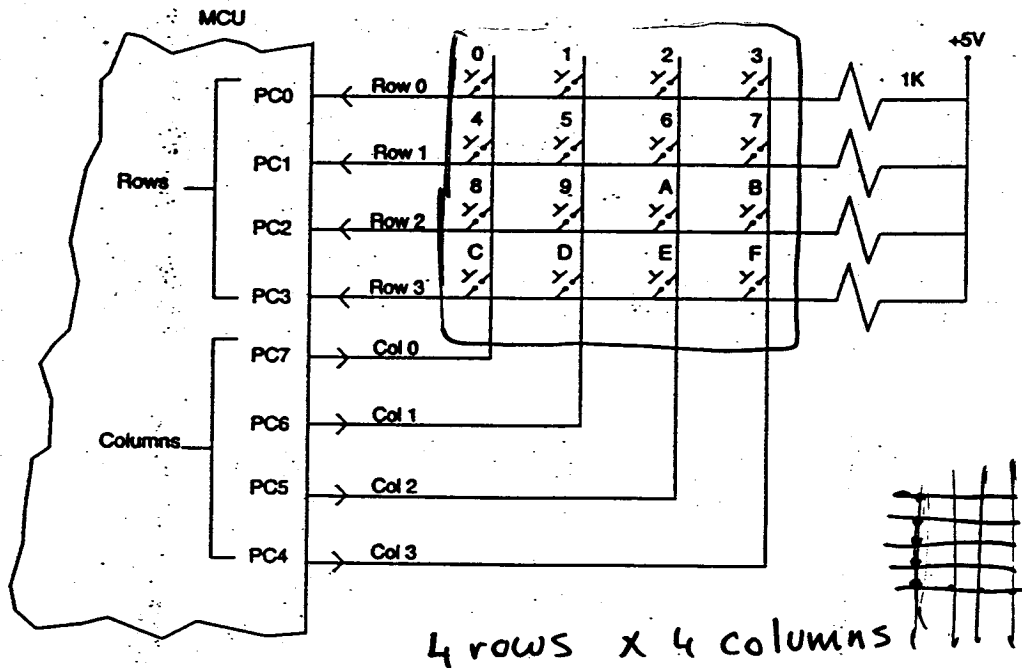 MCU
+5V
0 1 2 3
PC0 Row 0 1K
4 5 6 7
PC1 Row 1
Rows
8 9 A B
PC2 Row 2
C D E F
PC3 Row 3
PC7 Col 0
PC6 Col 1
Columns
PC5 Col 2
PC4 Col 3
4 rows x 4 columns